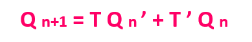 Q n+1 = T Q n’ + T’ Q n